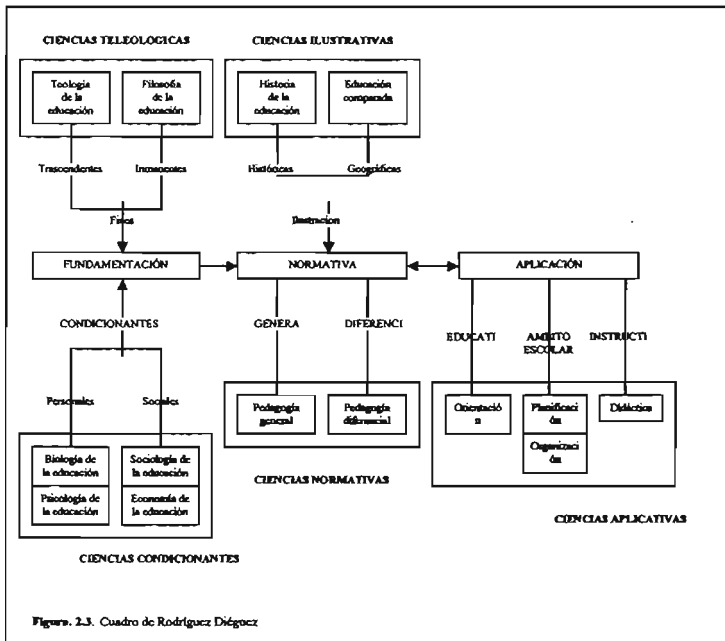 CIENCIAS TELEOLOGICAS
CIENCIAS ILUSTRATIVAS
Teología
de la
educación
Filosofía
de la
educación
Historia
de la
educación
Educación
comparada
Trascendentes
Inmanentes
Históricas
Geográficas
Fines
Ilustracion
FUNDAMENTACIÓN
NORMATIVA
APLICACIÓN
CONDICIONANTES
GENERA
DIFERENCI
EDUCATI
AMBITO
ESCOLAR
INSTRUCTI
Personales
Sociales
Pedagogía
general
Pedagogía
diferencial
Orientació
n
Planificaci
ón
Organizaci
ón
Didáctica
Biología de
la educación
Psicología de
la educación
Sociología de
la educación
Economía de
la educación
CIENCIAS NORMATIVAS
CIENCIAS APLICATIVAS
CIENCIAS CONDICIONANTES
Figura. 2.3. Cuadro de Rodríguez Diéguez